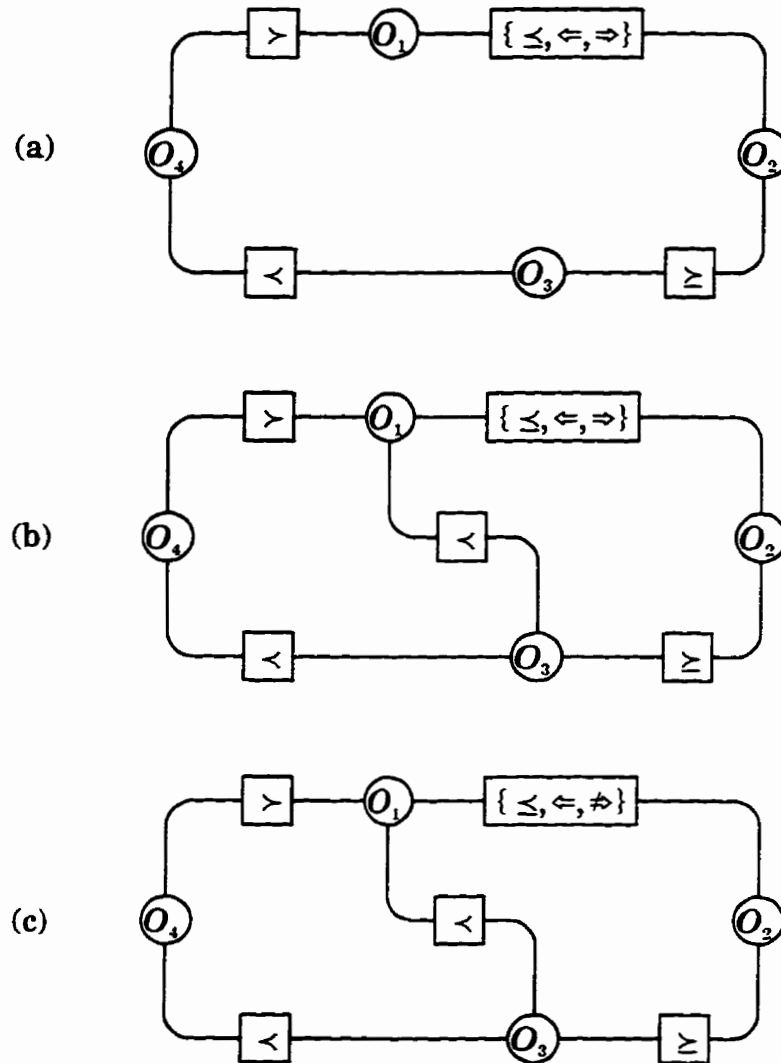 ≻ O₁ { ⪯, ⇐, ⇒}
(a) O₄ O₂
≺ O₃ ⪰
≻ O₁ { ⪯, ⇐, ⇒}
(b) O₄ ≺ O₂
≺ O₃ ⪰
≻ O₁ { ⪯, ⇐, ⇏}
(c) O₄ ≺ O₂
≺ O₃ ⪰